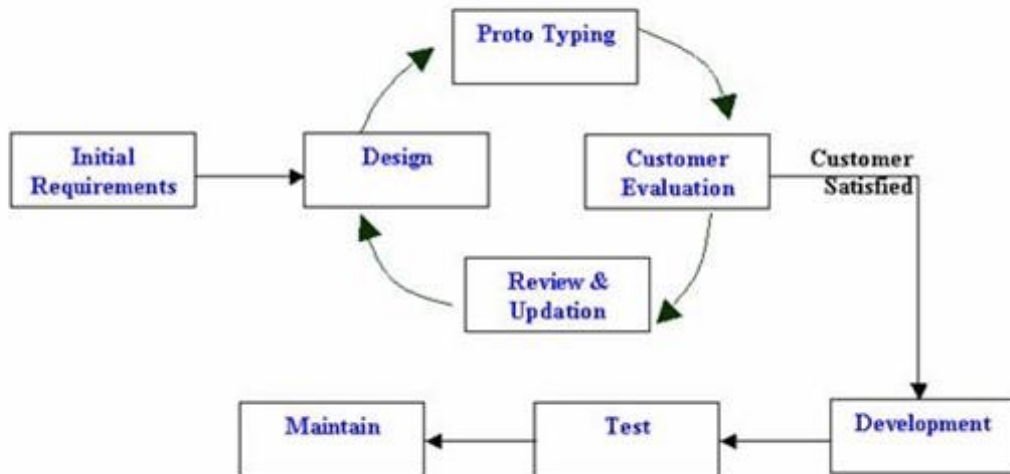 Proto Typing
Initial
Requirements
Design
Customer
Evaluation
Customer
Satisfied
Review &
Updation
Maintain
Test
Development